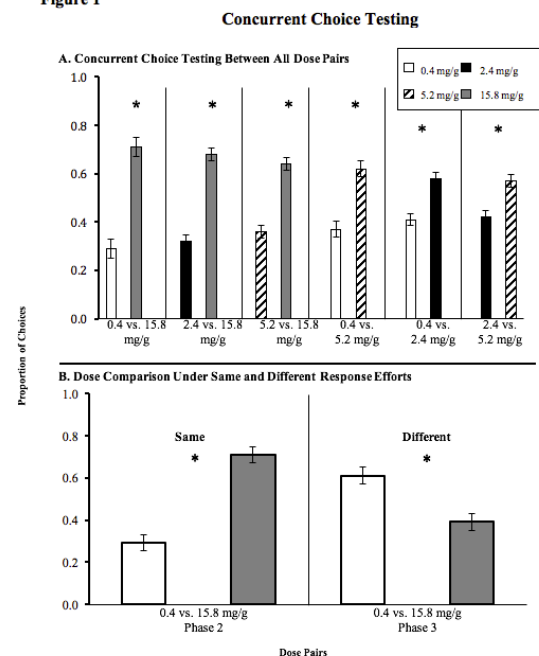 Figure 1
Concurrent Choice Testing
A. Concurrent Choice Testing Between All Dose Pairs
0.4 mg/g 2.4 mg/g
5.2 mg/g 15.8 mg/g
1.0
0.8
0.6
0.4
0.2
0.0
* * * * * *
0.4 vs. 15.8 mg/g
2.4 vs. 15.8 mg/g
5.2 vs. 15.8 mg/g
0.4 vs. 5.2 mg/g
0.4 vs. 2.4 mg/g
2.4 vs. 5.2 mg/g
Proportion of Choices
B. Dose Comparison Under Same and Different Response Efforts
1.0
0.8
0.6
0.4
0.2
0.0
Same
*
Different
*
0.4 vs. 15.8 mg/g
Phase 2
0.4 vs. 15.8 mg/g
Phase 3
Dose Pairs